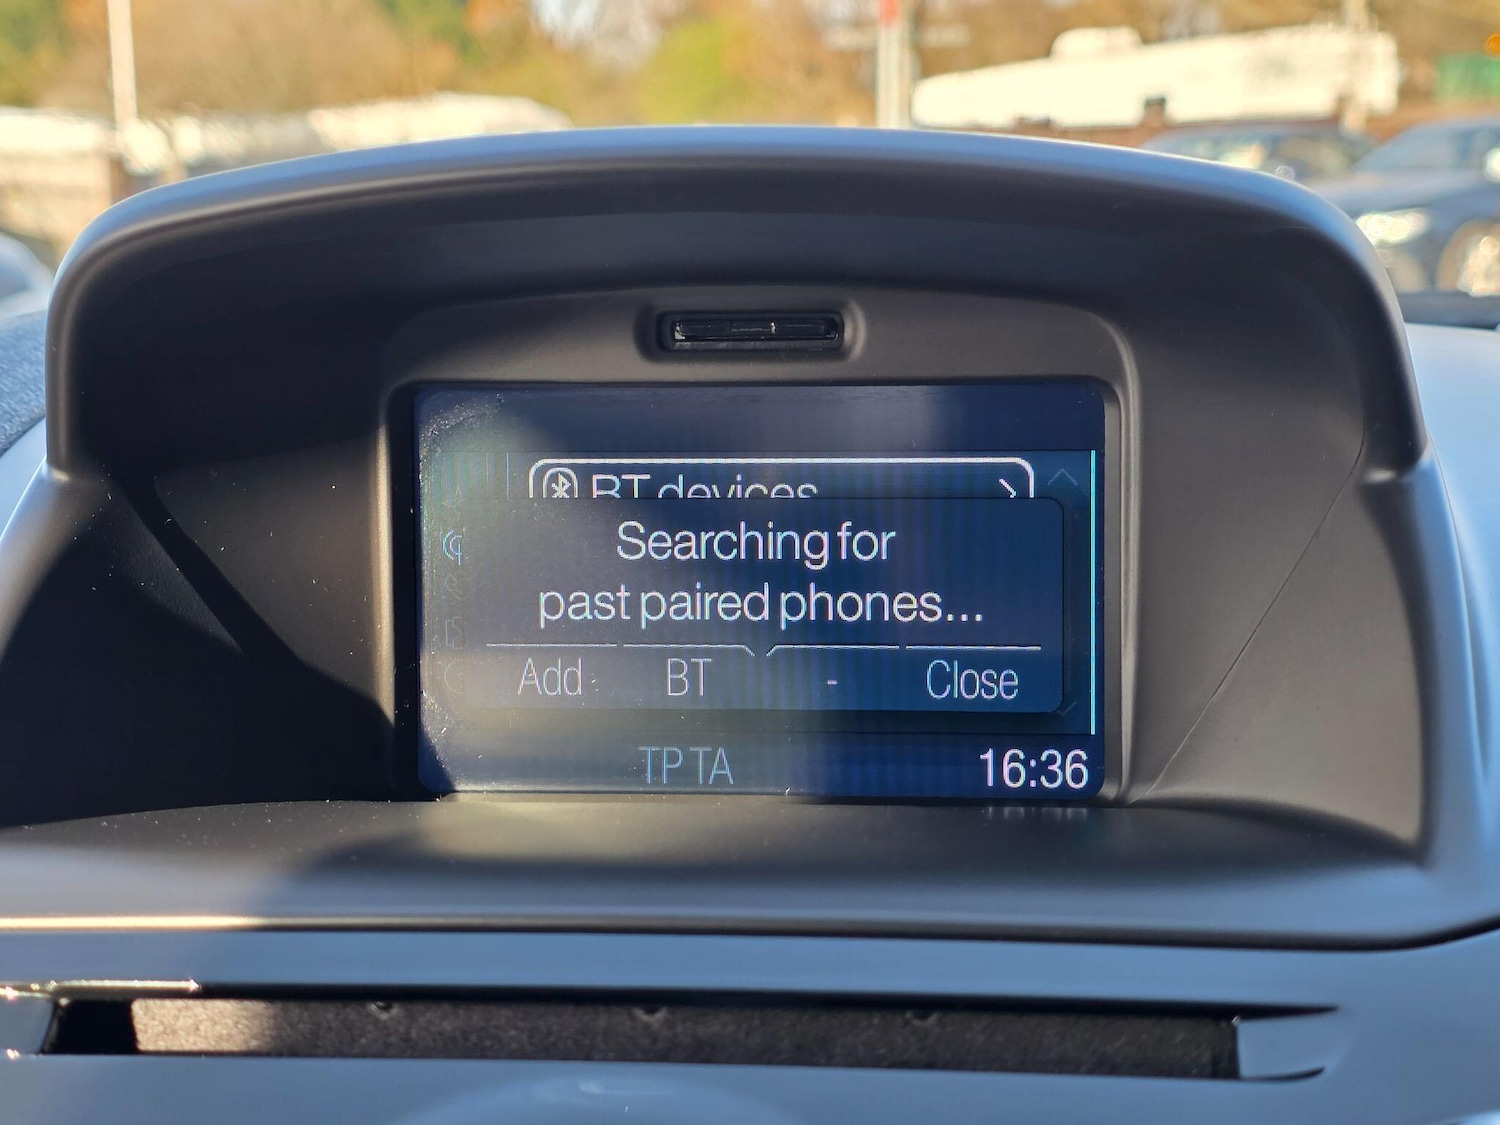 BT devices
Searching for
past paired phones...
Add BT - Close
TP TA 16:36